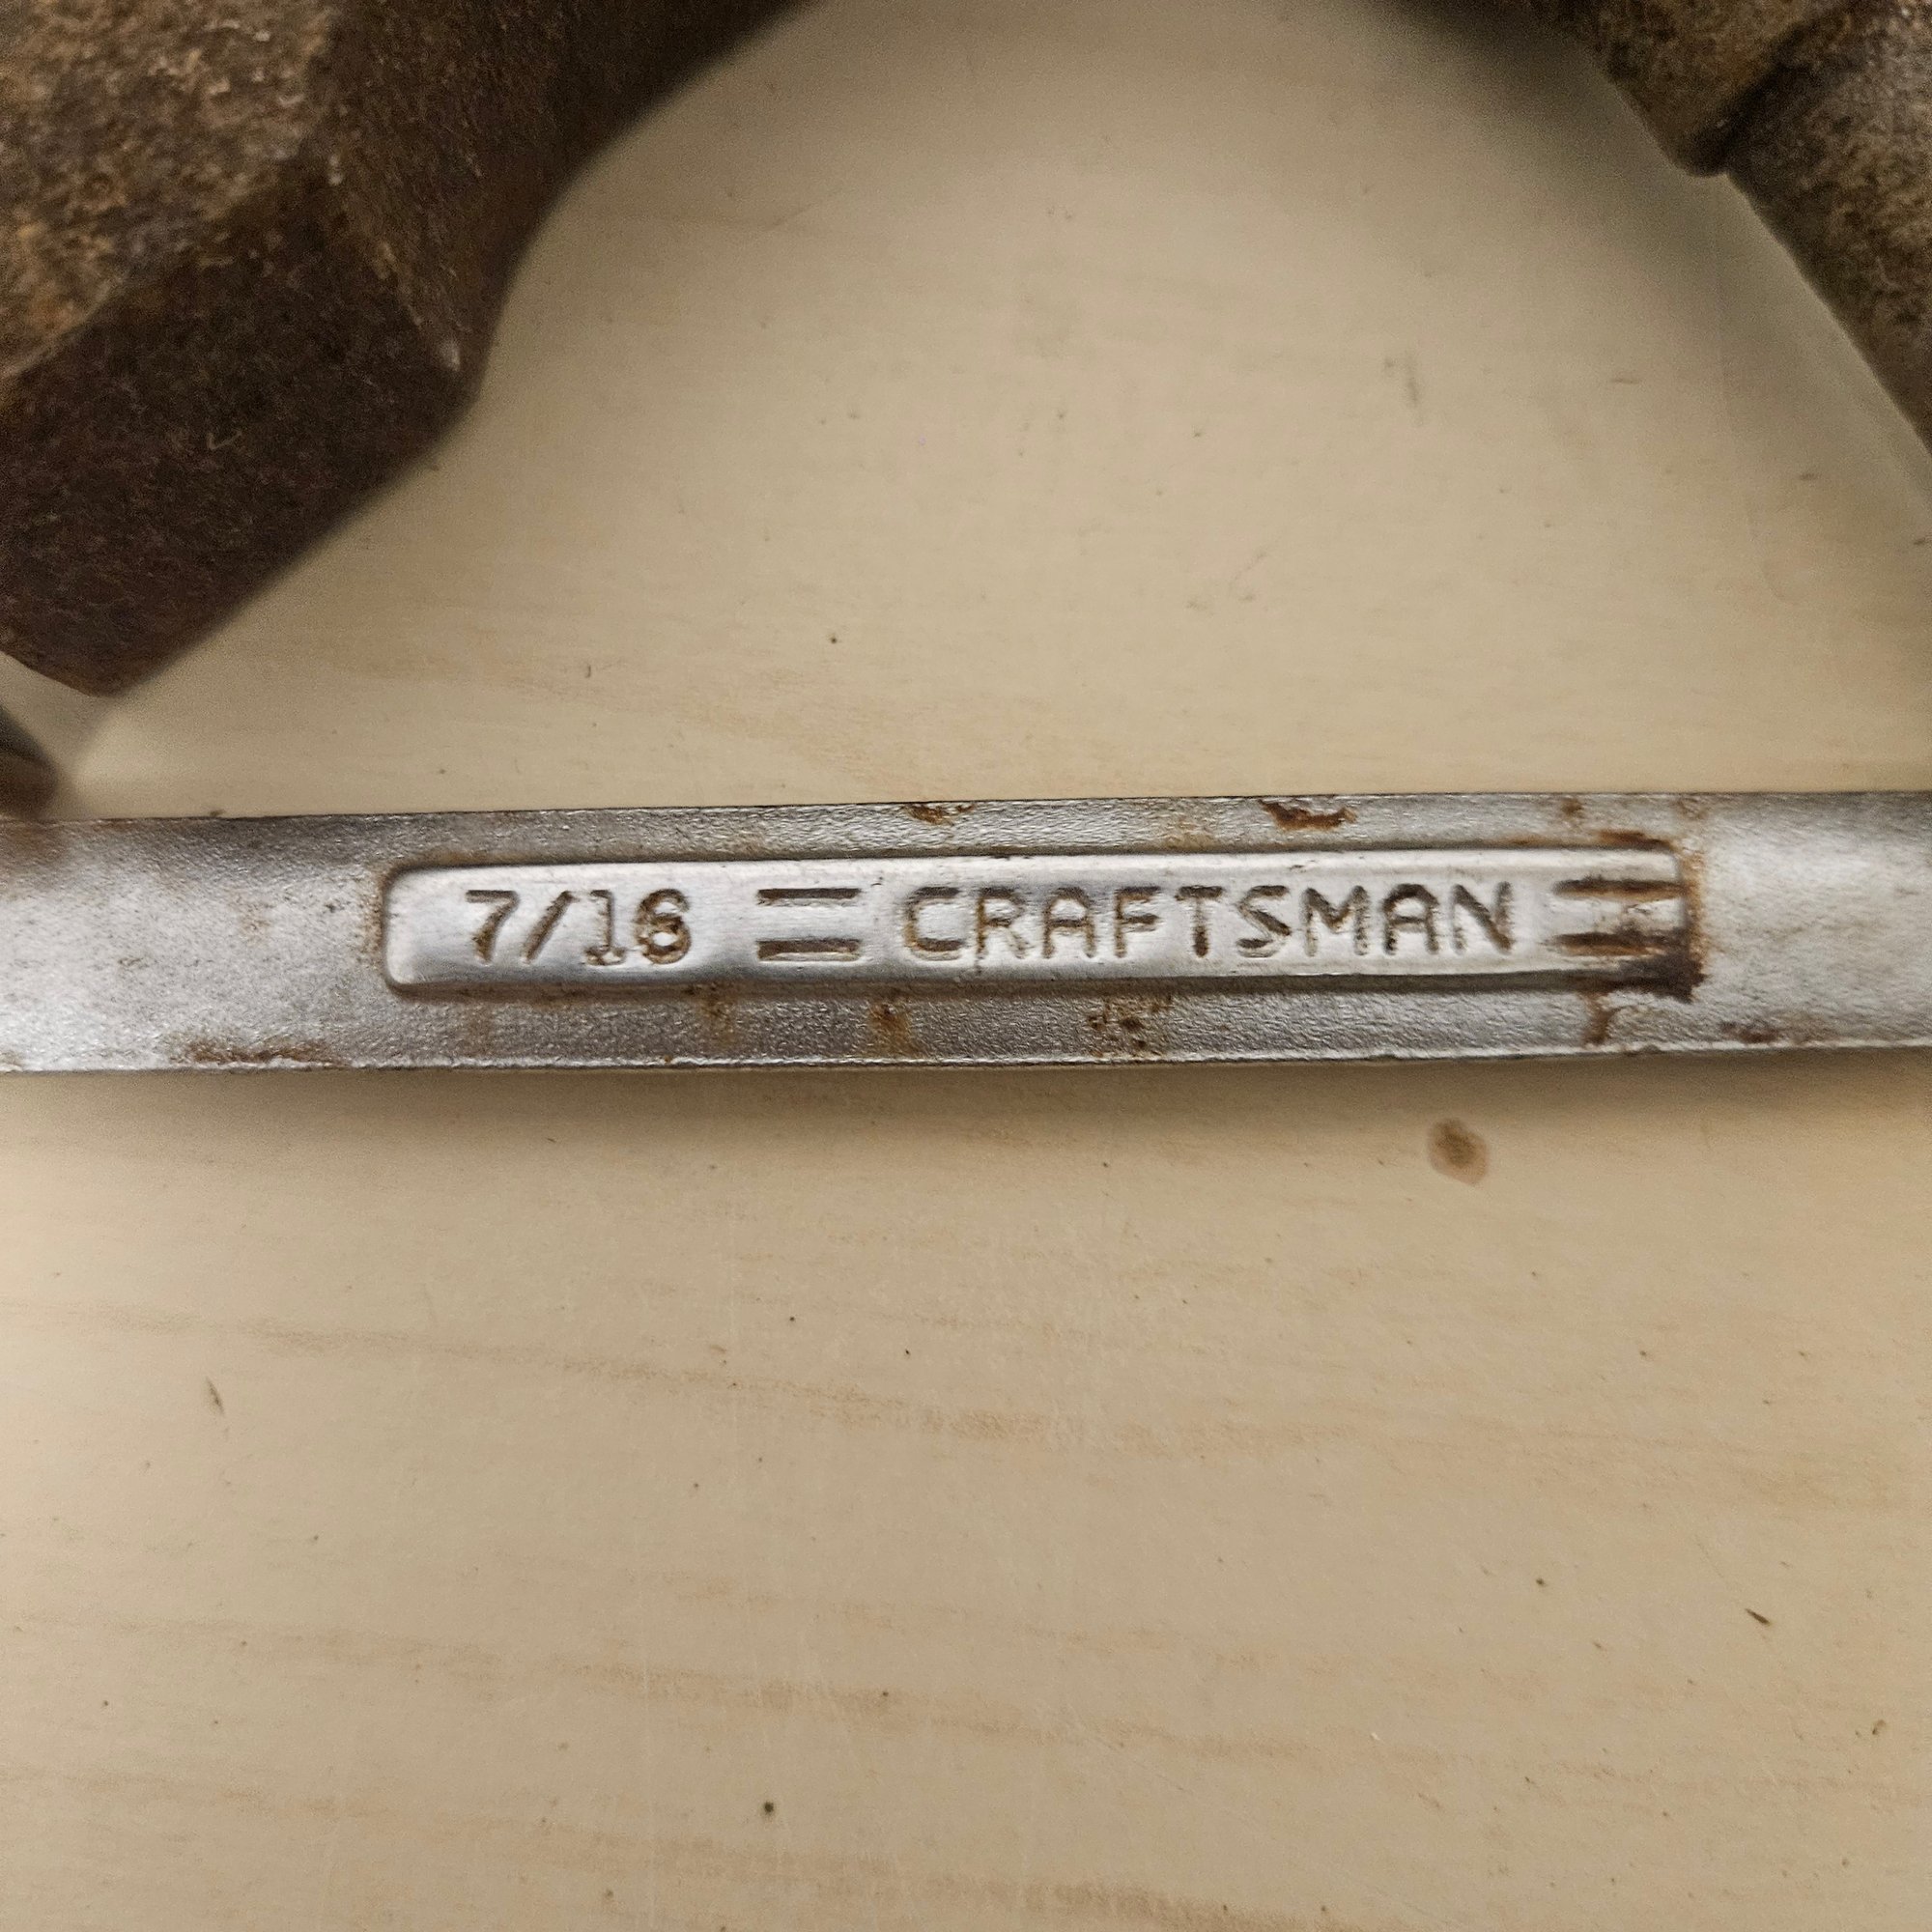 7/16 = CRAFTSMAN =